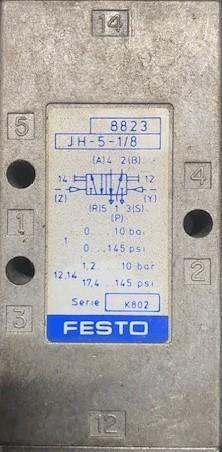 14
5
8823
JH-5-1/8
(A) 4 2 (B)
4
14 12
(Z) (Y)
(R)5 1 3(S)
(P)
1
0... 10 bar
.1
0...145 psi
2
1,2.. 10 bar
12,14
17,4...145 psi
3
Serie K802
FESTO
12